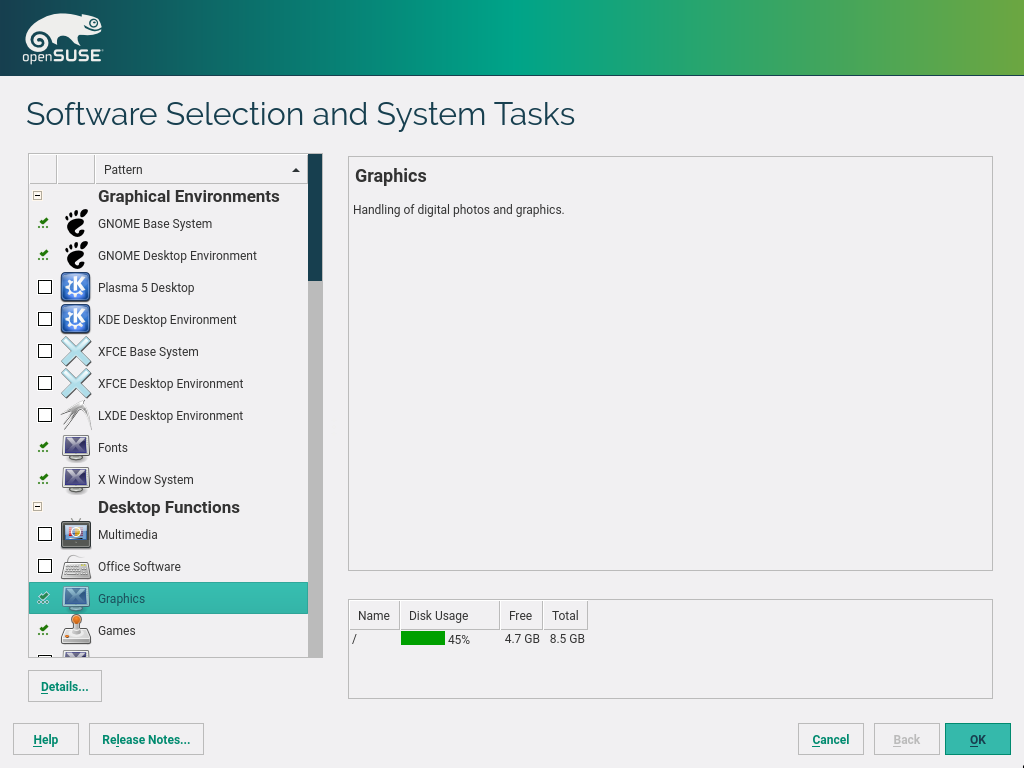 openSUSE
Software Selection and System Tasks
Pattern
Graphical Environments
GNOME Base System
GNOME Desktop Environment
Plasma 5 Desktop
KDE Desktop Environment
XFCE Base System
XFCE Desktop Environment
LXDE Desktop Environment
Fonts
X Window System
Desktop Functions
Multimedia
Office Software
Graphics
Games
Details...
Graphics
Handling of digital photos and graphics.
Name Disk Usage Free Total
/ 45% 4.7 GB 8.5 GB
Help Release Notes... Cancel Back OK